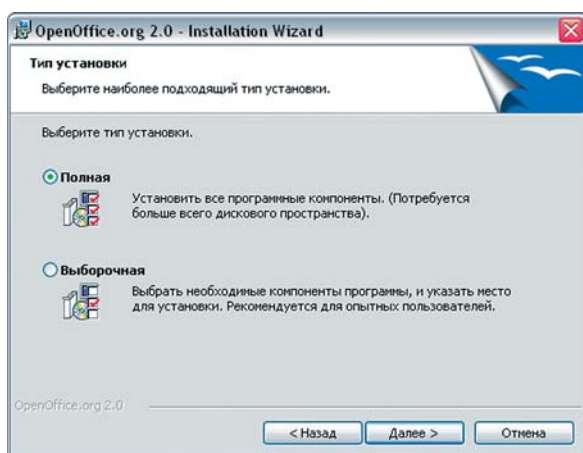 OpenOffice.org 2.0 - Installation Wizard
Тип установки
Выберите наиболее подходящий тип установки.
Выберите тип установки.
Полная
Установить все программные компоненты. (Потребуется
больше всего дискового пространства).
Выборочная
Выбрать необходимые компоненты программы, и указать место
для установки. Рекомендуется для опытных пользователей.
OpenOffice.org 2.0
< Назад
Далее >
Отмена